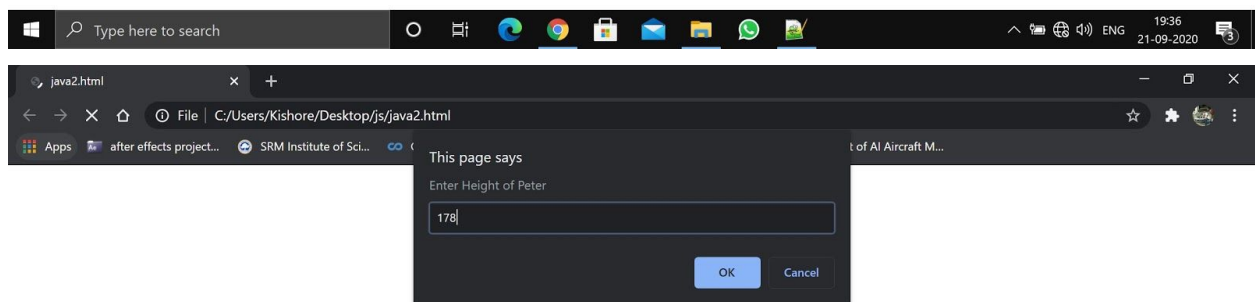 Type here to search
ENG
19:36
21-09-2020
3
java2.html
File | C:/Users/Kishore/Desktop/js/java2.html
Apps after effects project... SRM Institute of Sci... t of AI Aircraft M...
This page says
Enter Height of Peter
178
OK Cancel